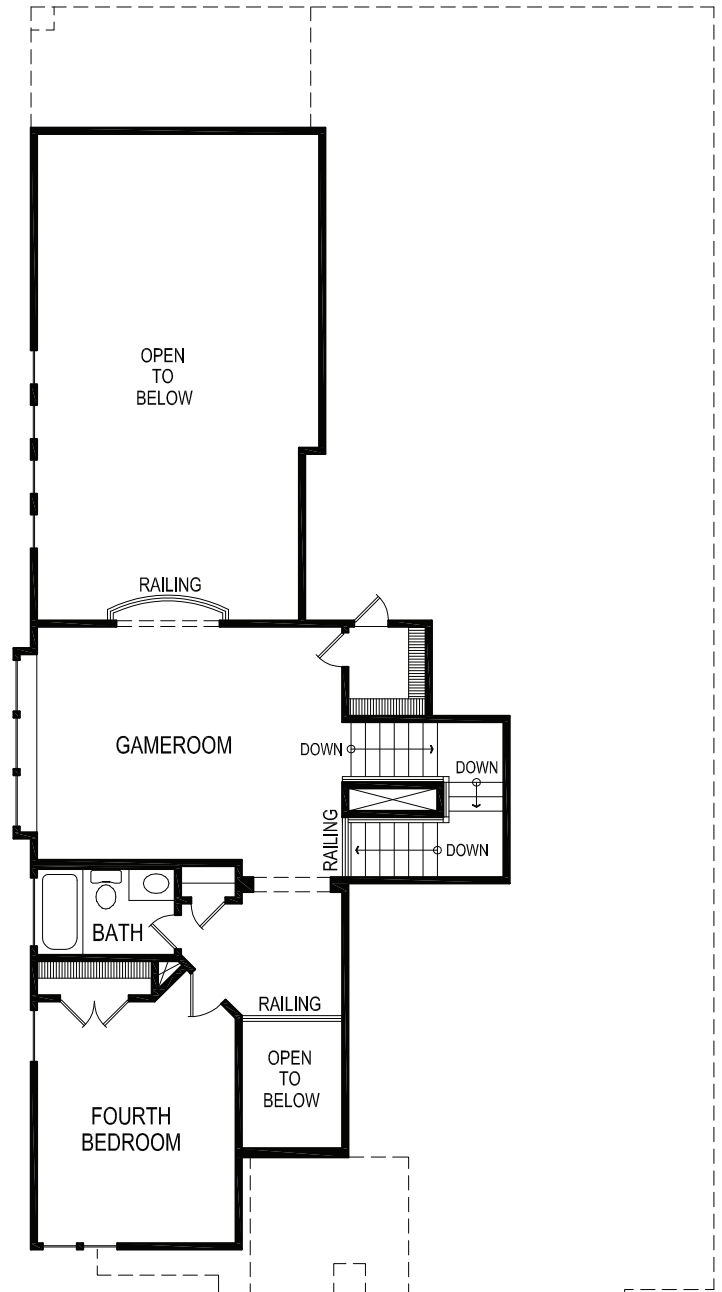 OPEN
TO
BELOW
RAILING
GAMEROOM
DOWN
DOWN
RAILING
DOWN
BATH
RAILING
OPEN
TO
BELOW
FOURTH
BEDROOM